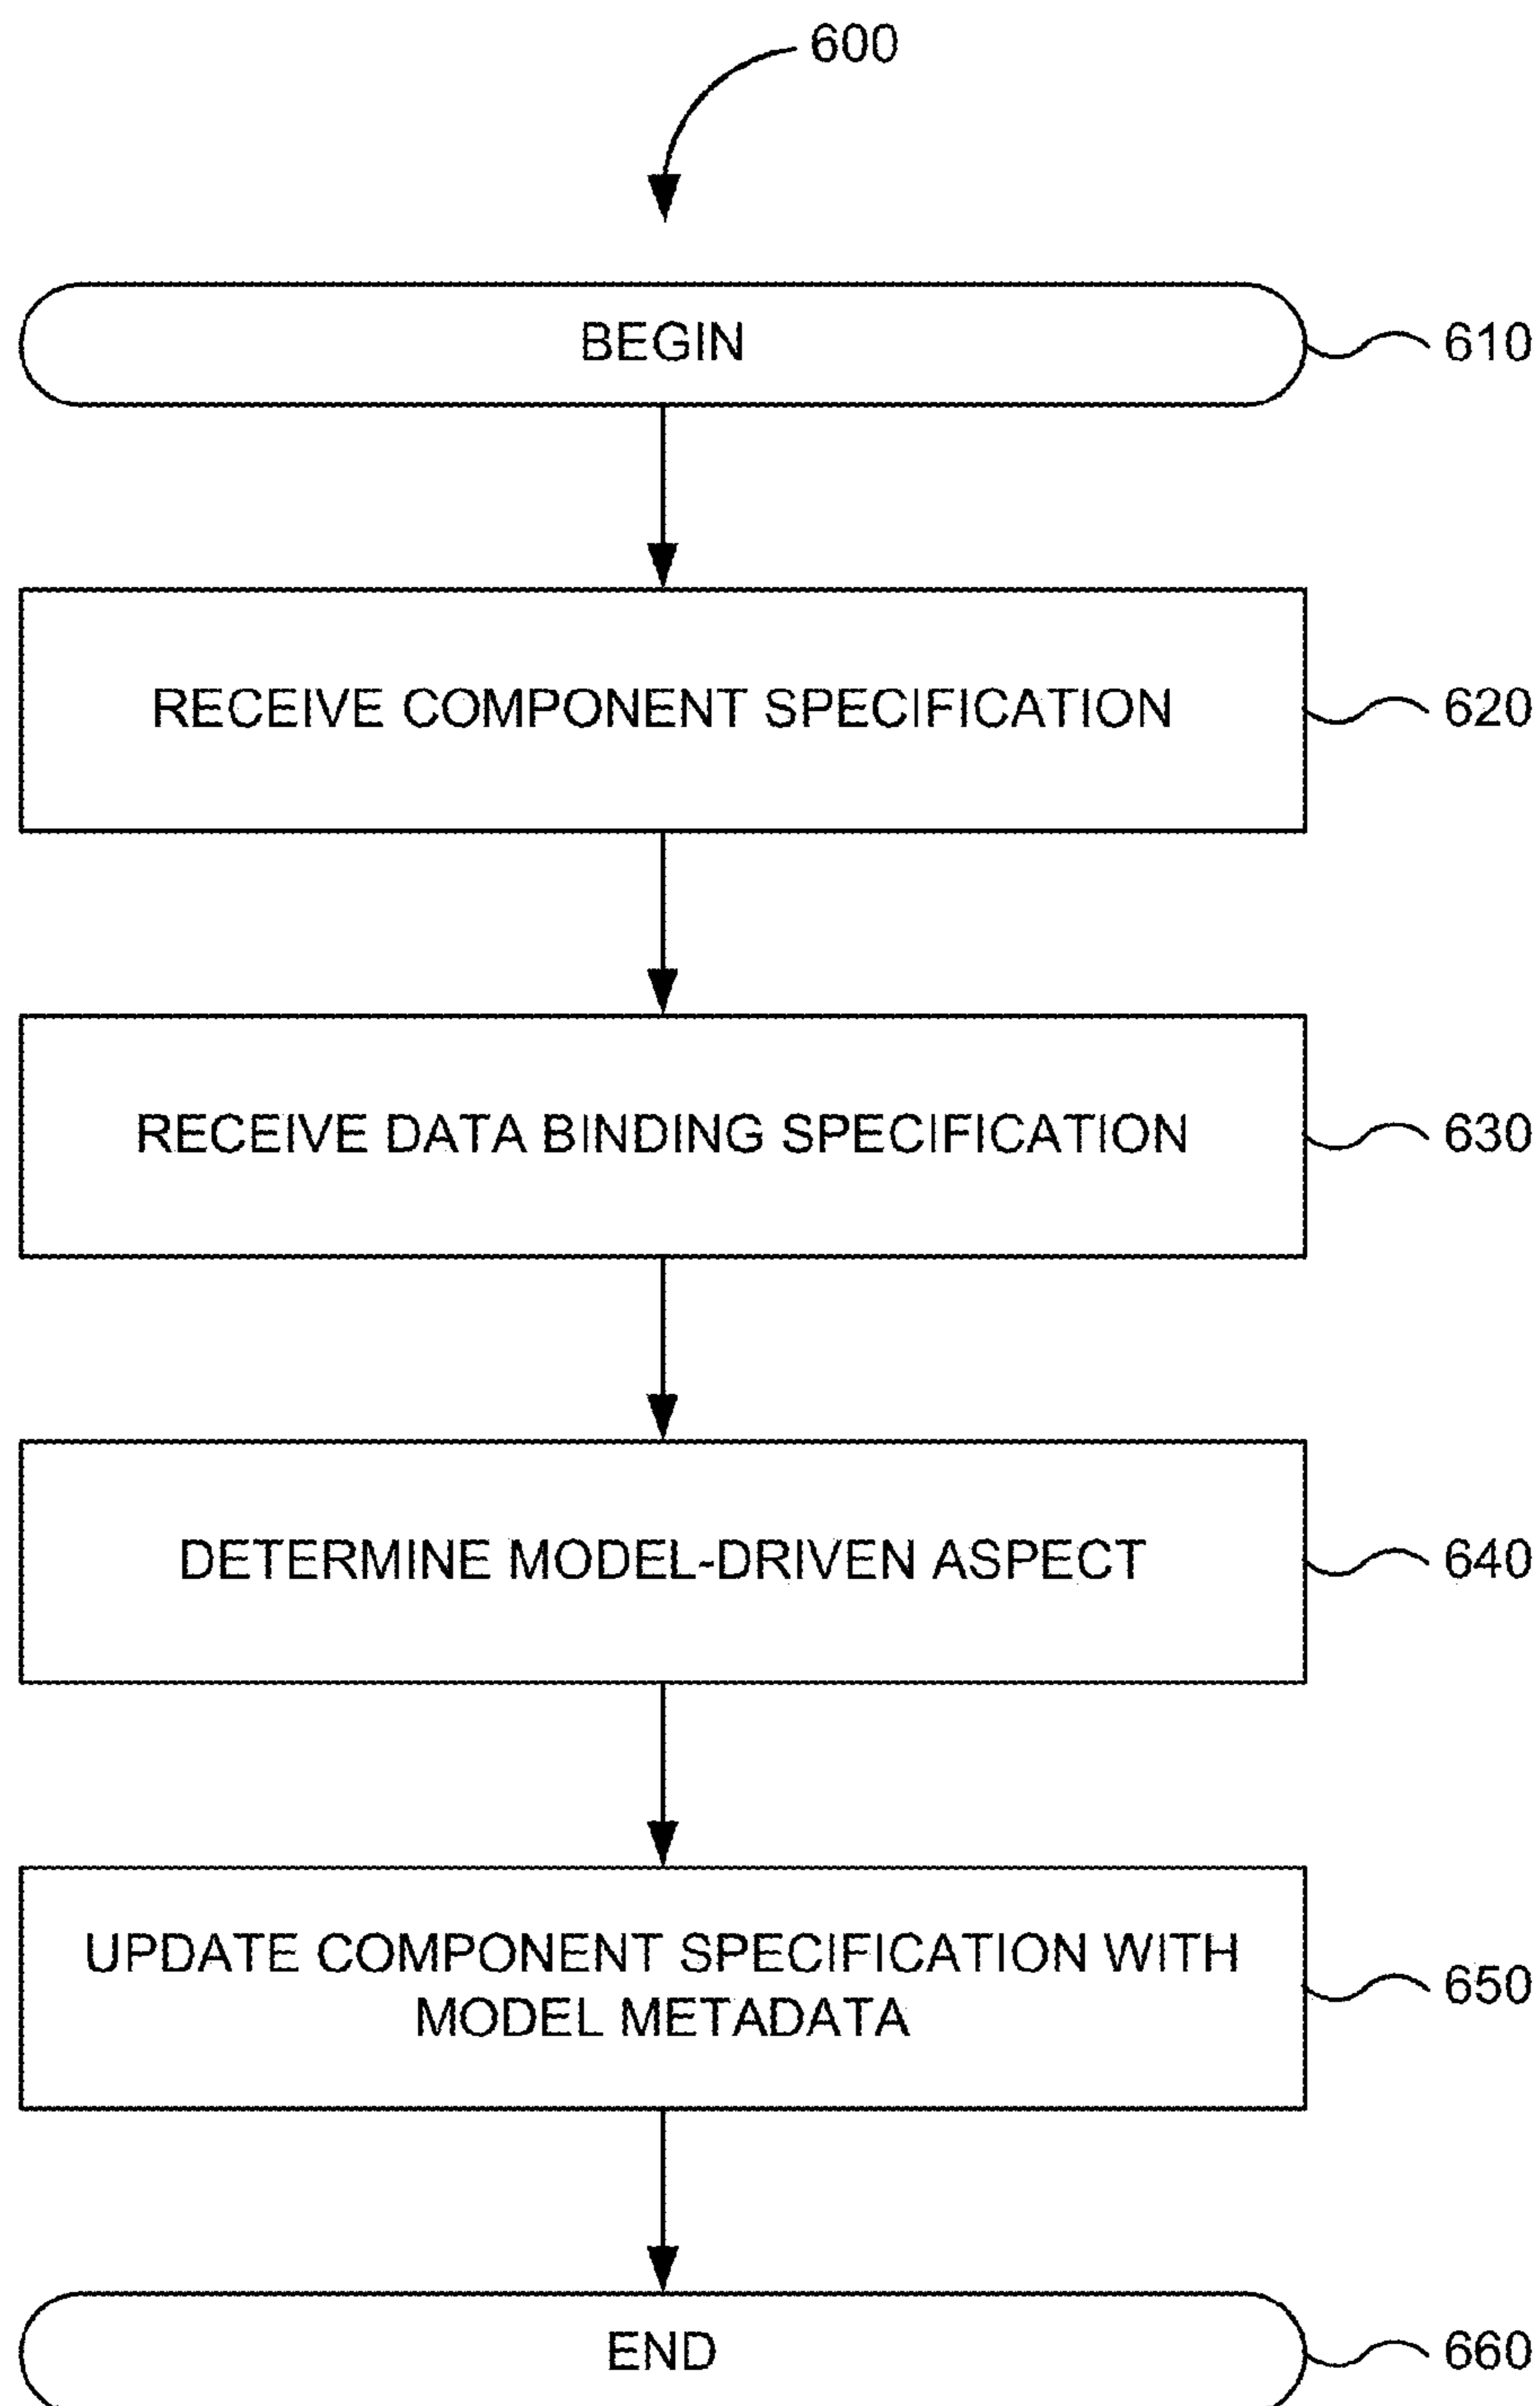 600
BEGIN
610
RECEIVE COMPONENT SPECIFICATION
620
RECEIVE DATA BINDING SPECIFICATION
630
DETERMINE MODEL-DRIVEN ASPECT
640
UPDATE COMPONENT SPECIFICATION WITH
MODEL METADATA
650
END
660